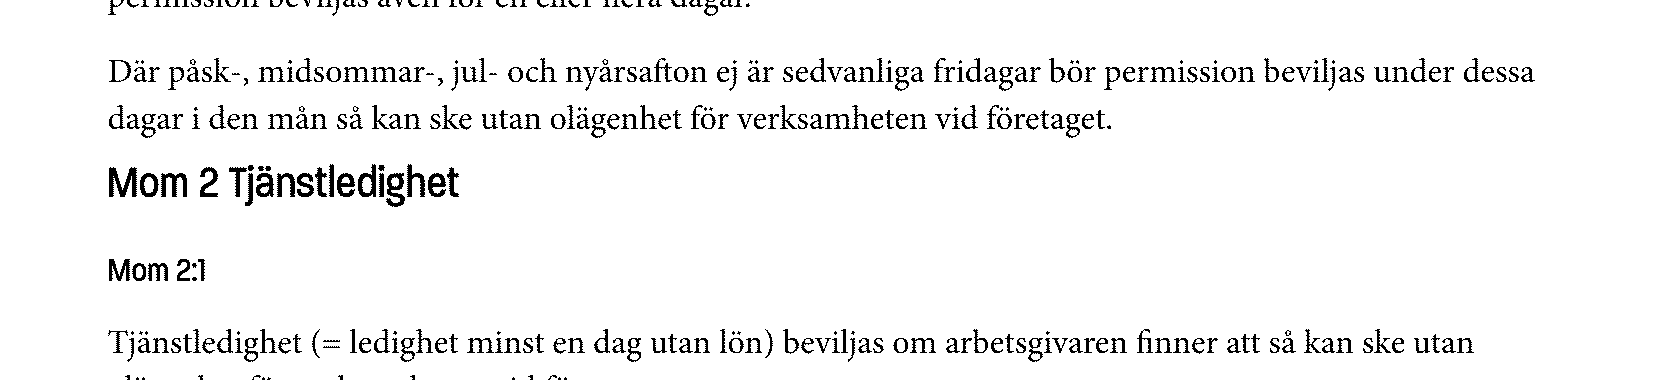 permission beviljas även för en eller flera dagar.
Där påsk-, midsommar-, jul- och nyårsafton ej är sedvanliga fridagar bör permission beviljas under dessa
dagar i den mån så kan ske utan olägenhet för verksamheten vid företaget.
Mom 2 Tjänstledighet
Mom 2:1
Tjänstledighet (= ledighet minst en dag utan lön) beviljas om arbetsgivaren finner att så kan ske utan